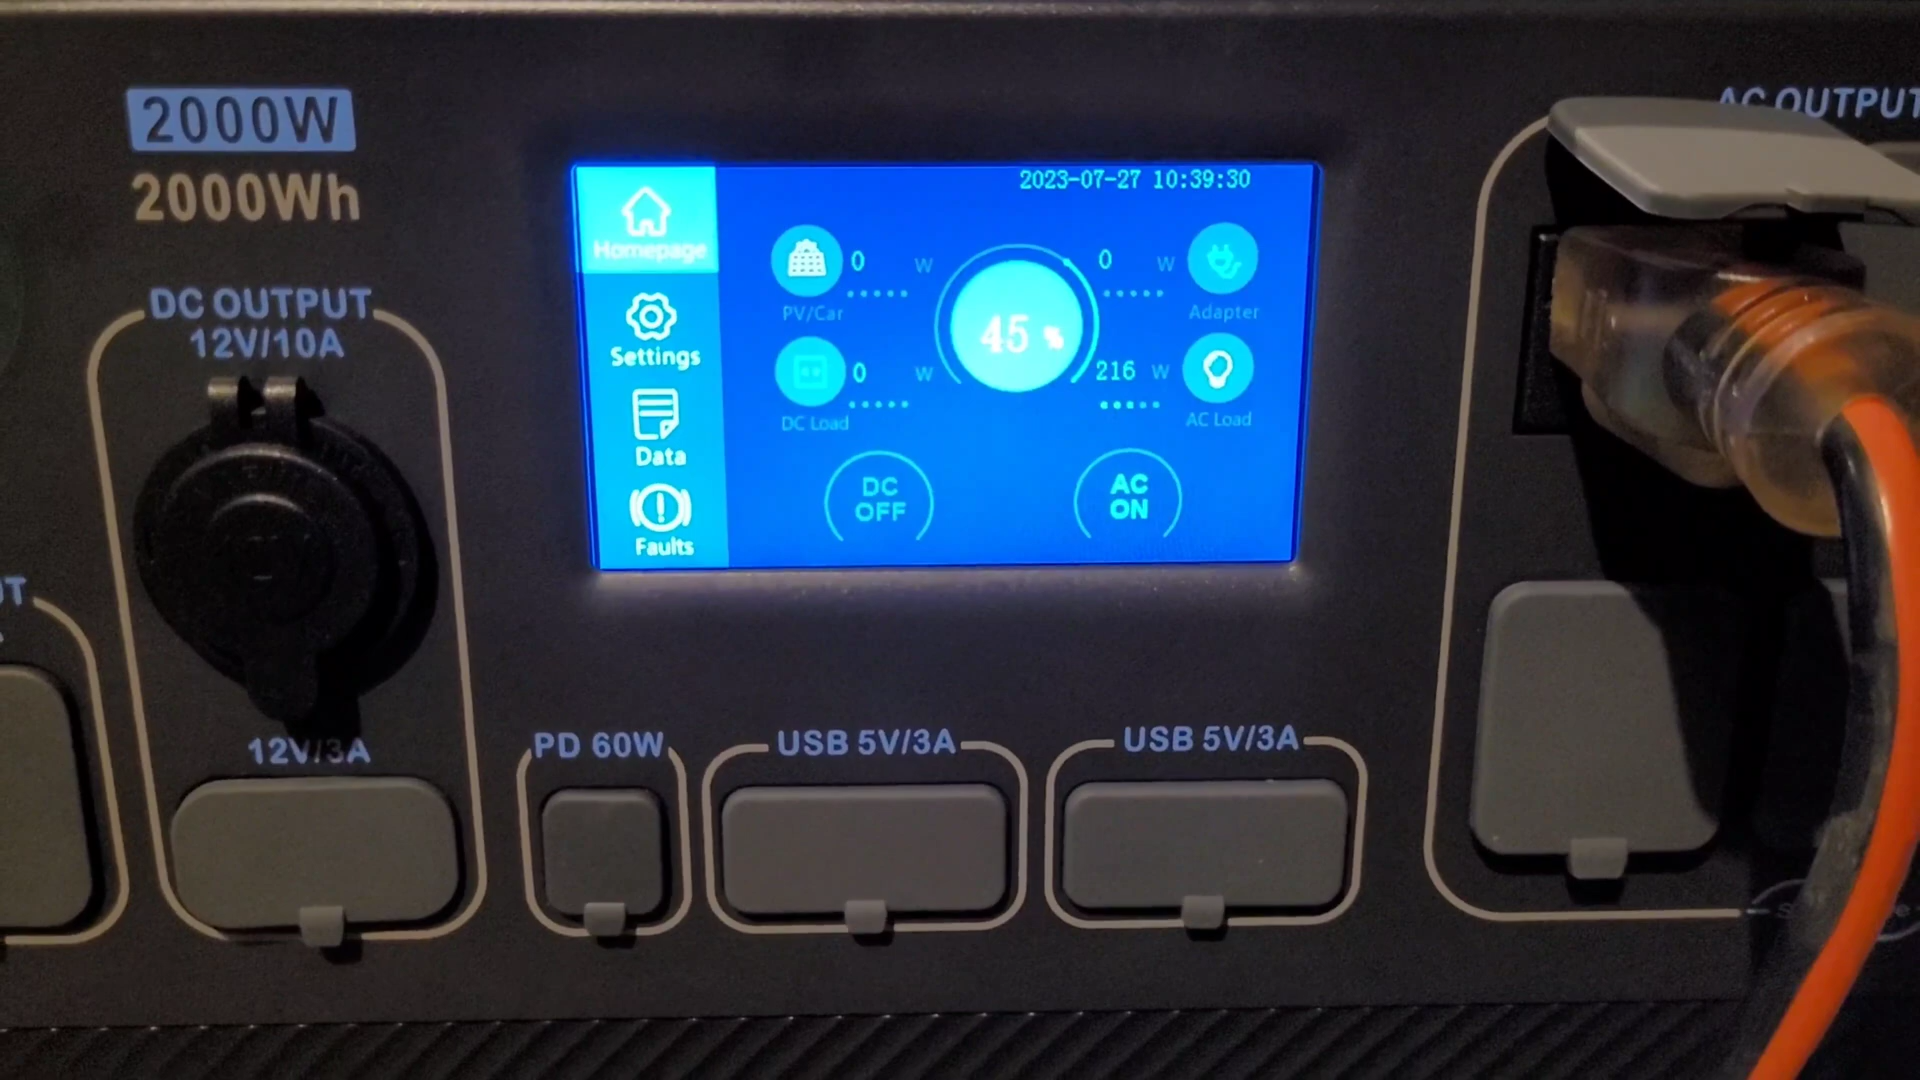 2000W
2000Wh
DC OUTPUT
12V/10A
12V/3A
PD 60W
USB 5V/3A
USB 5V/3A
AC OUTPUT
2023-07-27 10:39:30
Homepage
Settings
Data
Faults
0 W
PV/Car
0 W
Adapter
45 %
0 W
DC Load
216 W
AC Load
DC
OFF
AC
ON